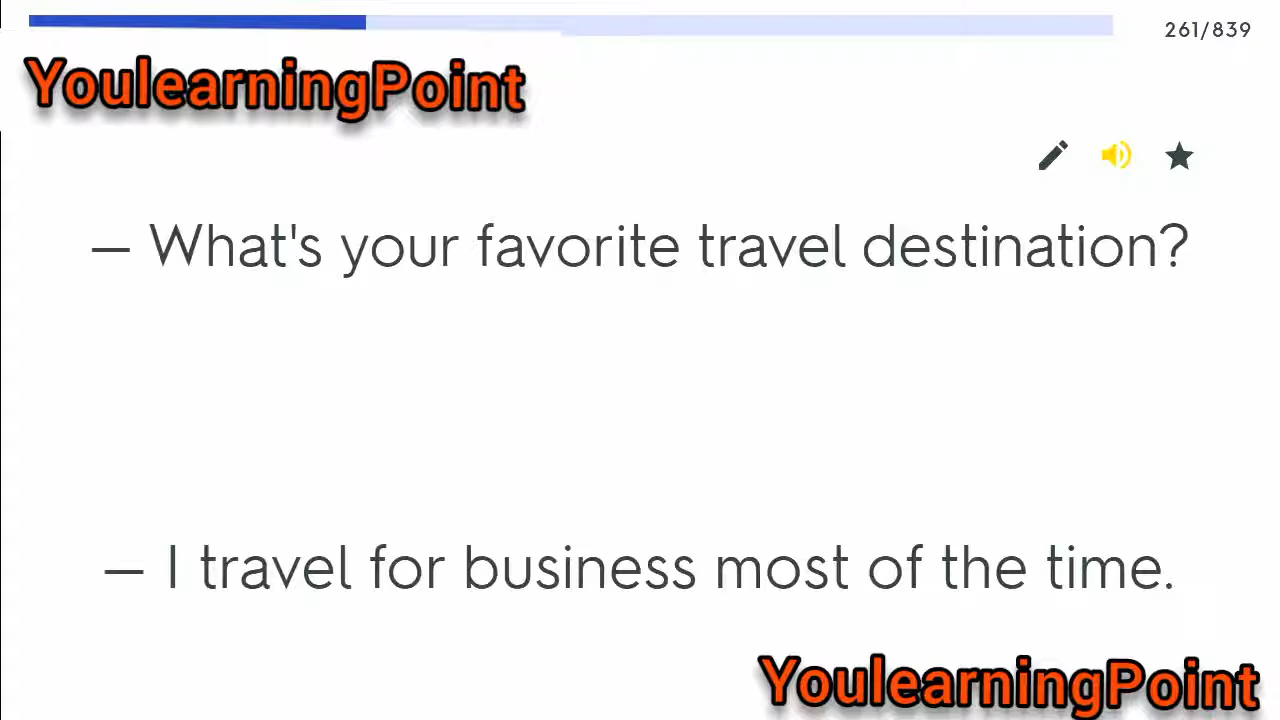 261/839
YoulearningPoint
— What's your favorite travel destination?
— I travel for business most of the time.
YoulearningPoint